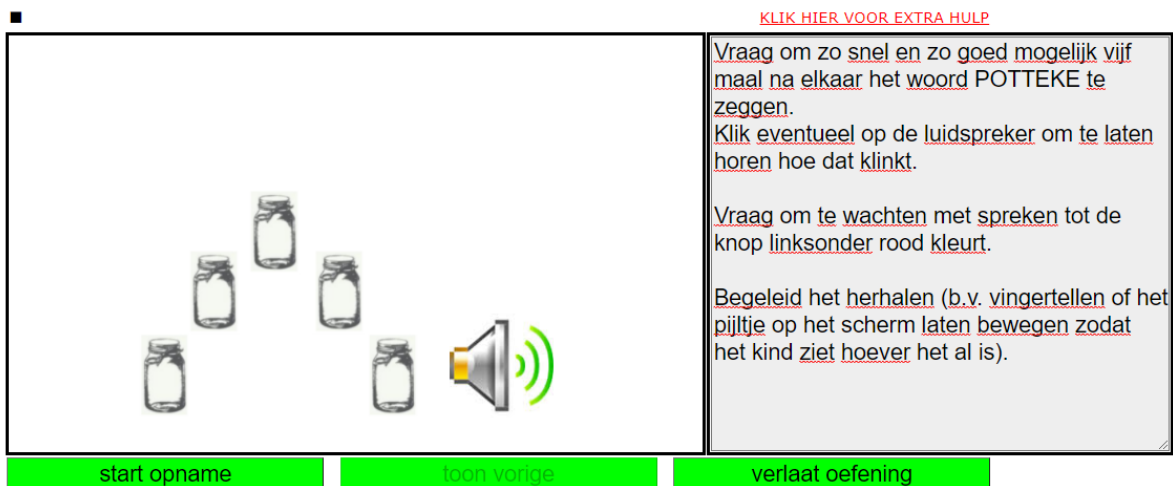 KLIK HIER VOOR EXTRA HULP
Vraag om zo snel en zo goed mogelijk vijf
maal na elkaar het woord POTTEKE te
zeggen.
Klik eventueel op de luidspreker om te laten
horen hoe dat klinkt.
Vraag om te wachten met spreken tot de
knop linksonder rood kleurt.
Begeleid het herhalen (b.v. vingertellen of het
pijltje op het scherm laten bewegen zodat
het kind ziet hoever het al is).
start opname
toon vorige
verlaat oefening